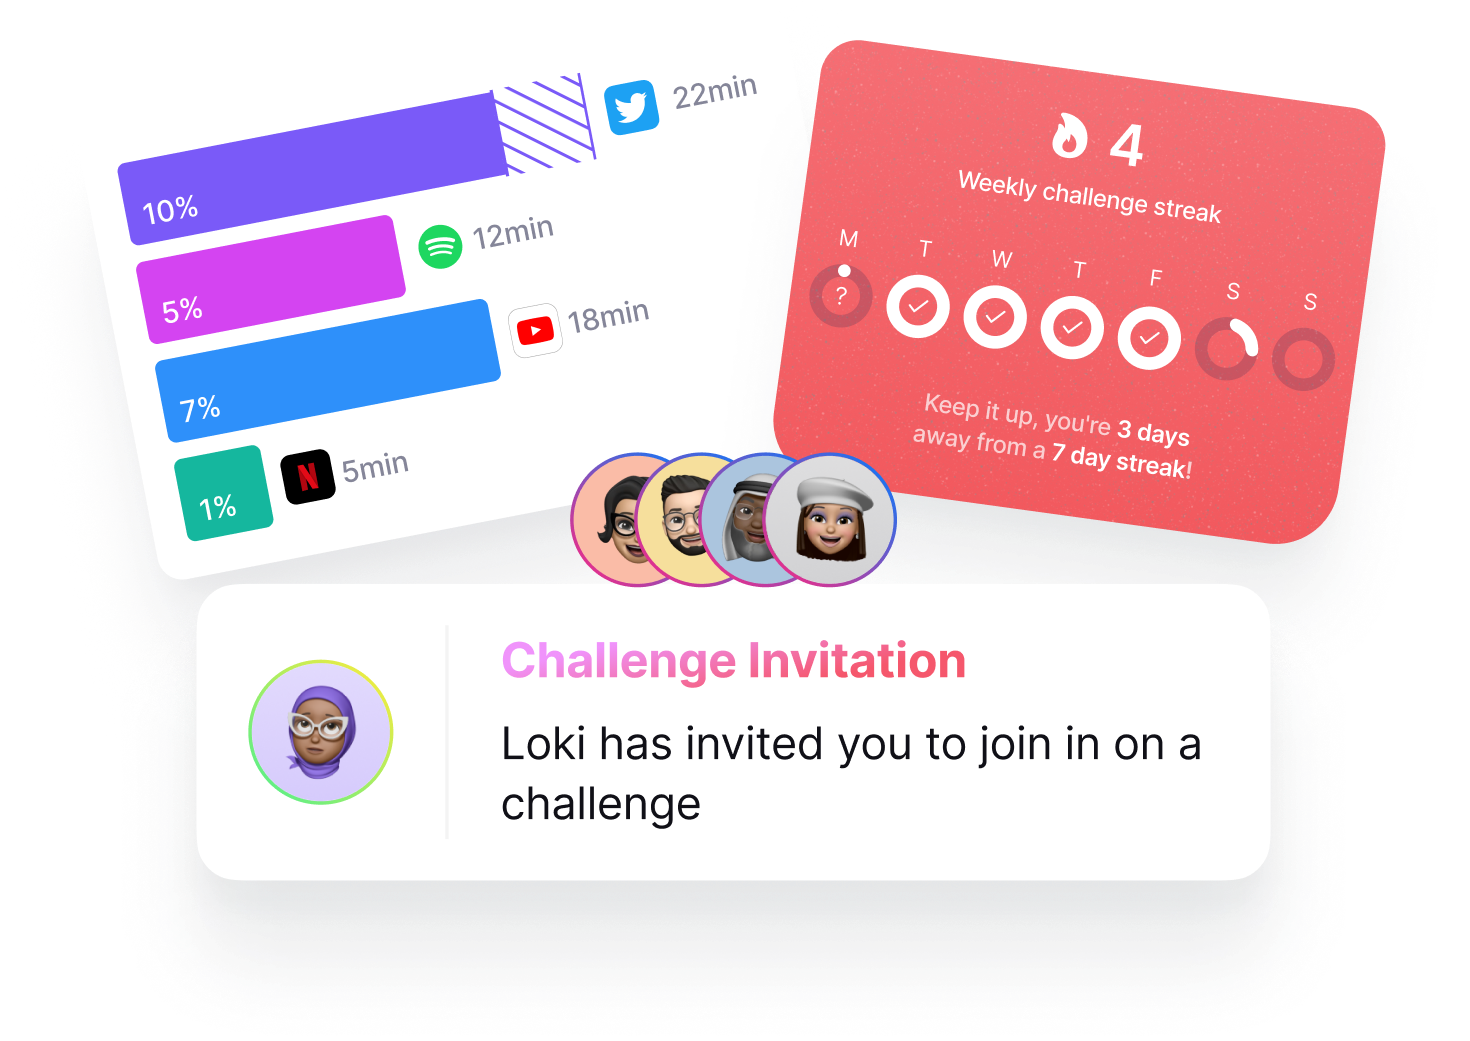 10%
22min
5%
12min
7%
18min
1%
N
5min
4
Weekly challenge streak
M T W T F S S
?
Keep it up, you're 3 days
away from a 7 day streak!
Challenge Invitation
Loki has invited you to join in on a
challenge